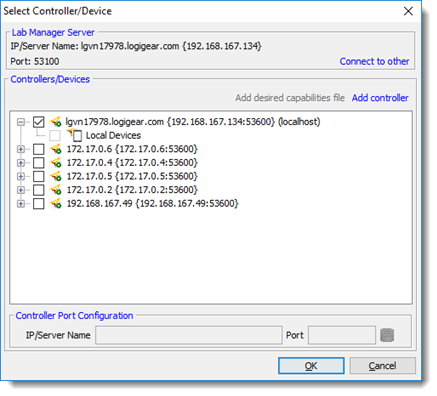 Select Controller/Device
Lab Manager Server
IP/Server Name: lgvn17978.logigear.com {192.168.167.134}
Port: 53100
Connect to other
Controllers/Devices
Add desired capabilities file Add controller
lgvn17978.logigear.com {192.168.167.134:53600} (localhost)
Local Devices
172.17.0.6 {172.17.0.6:53600}
172.17.0.4 {172.17.0.4:53600}
172.17.0.5 {172.17.0.5:53600}
172.17.0.2 {172.17.0.2:53600}
192.168.167.49 {192.168.167.49:53600}
Controller Port Configuration
IP/Server Name Port
OK Cancel